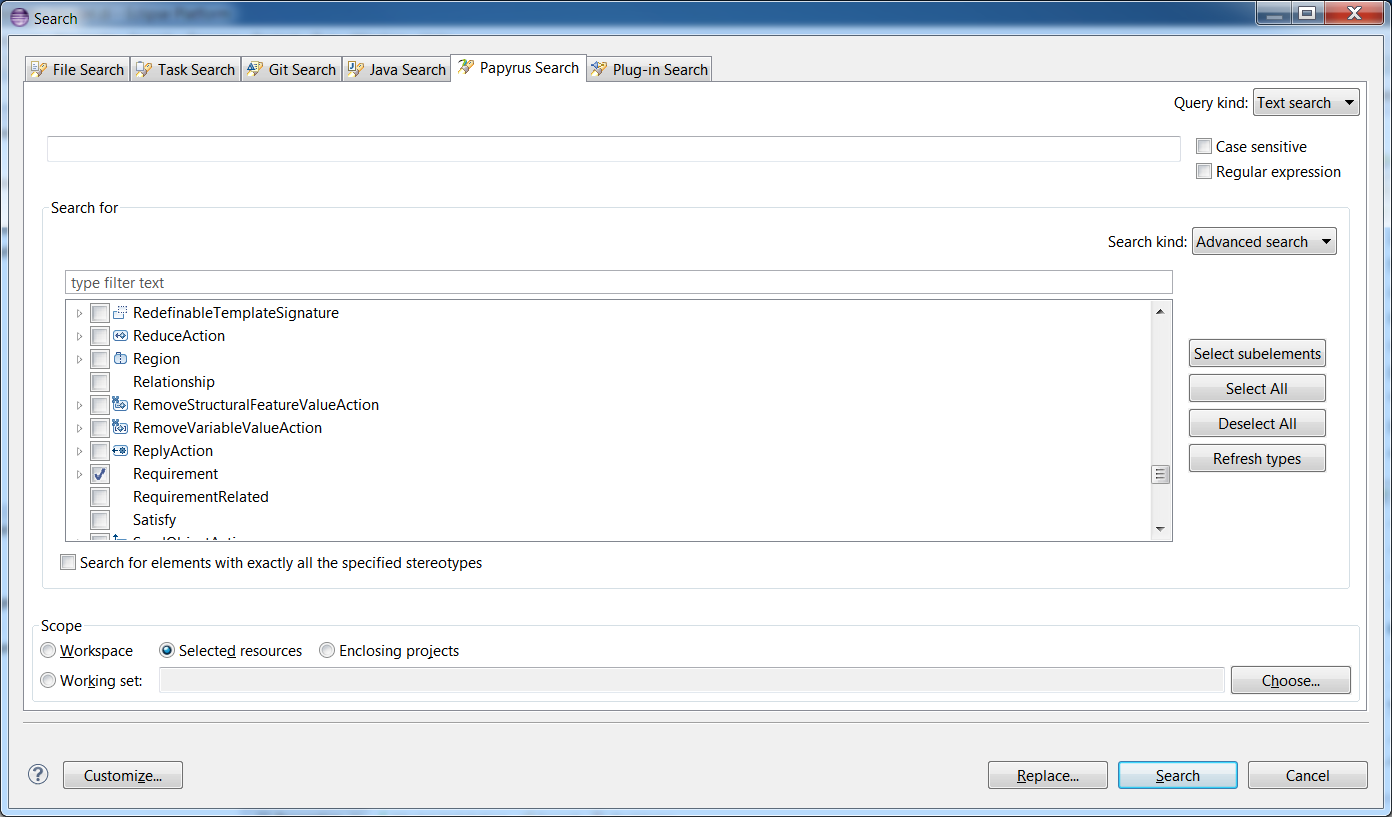 Search
File Search Task Search Git Search Java Search Papyrus Search Plug-in Search
Query kind: Text search
Case sensitive
Regular expression
Search for
Search kind: Advanced search
type filter text
RedefinableTemplateSignature
ReduceAction
Region
Relationship
RemoveStructuralFeatureValueAction
RemoveVariableValueAction
ReplyAction
Requirement
RequirementRelated
Satisfy
Select subelements
Select All
Deselect All
Refresh types
Search for elements with exactly all the specified stereotypes
Scope
Workspace Selected resources Enclosing projects
Working set: Choose...
? Customize... Replace... Search Cancel